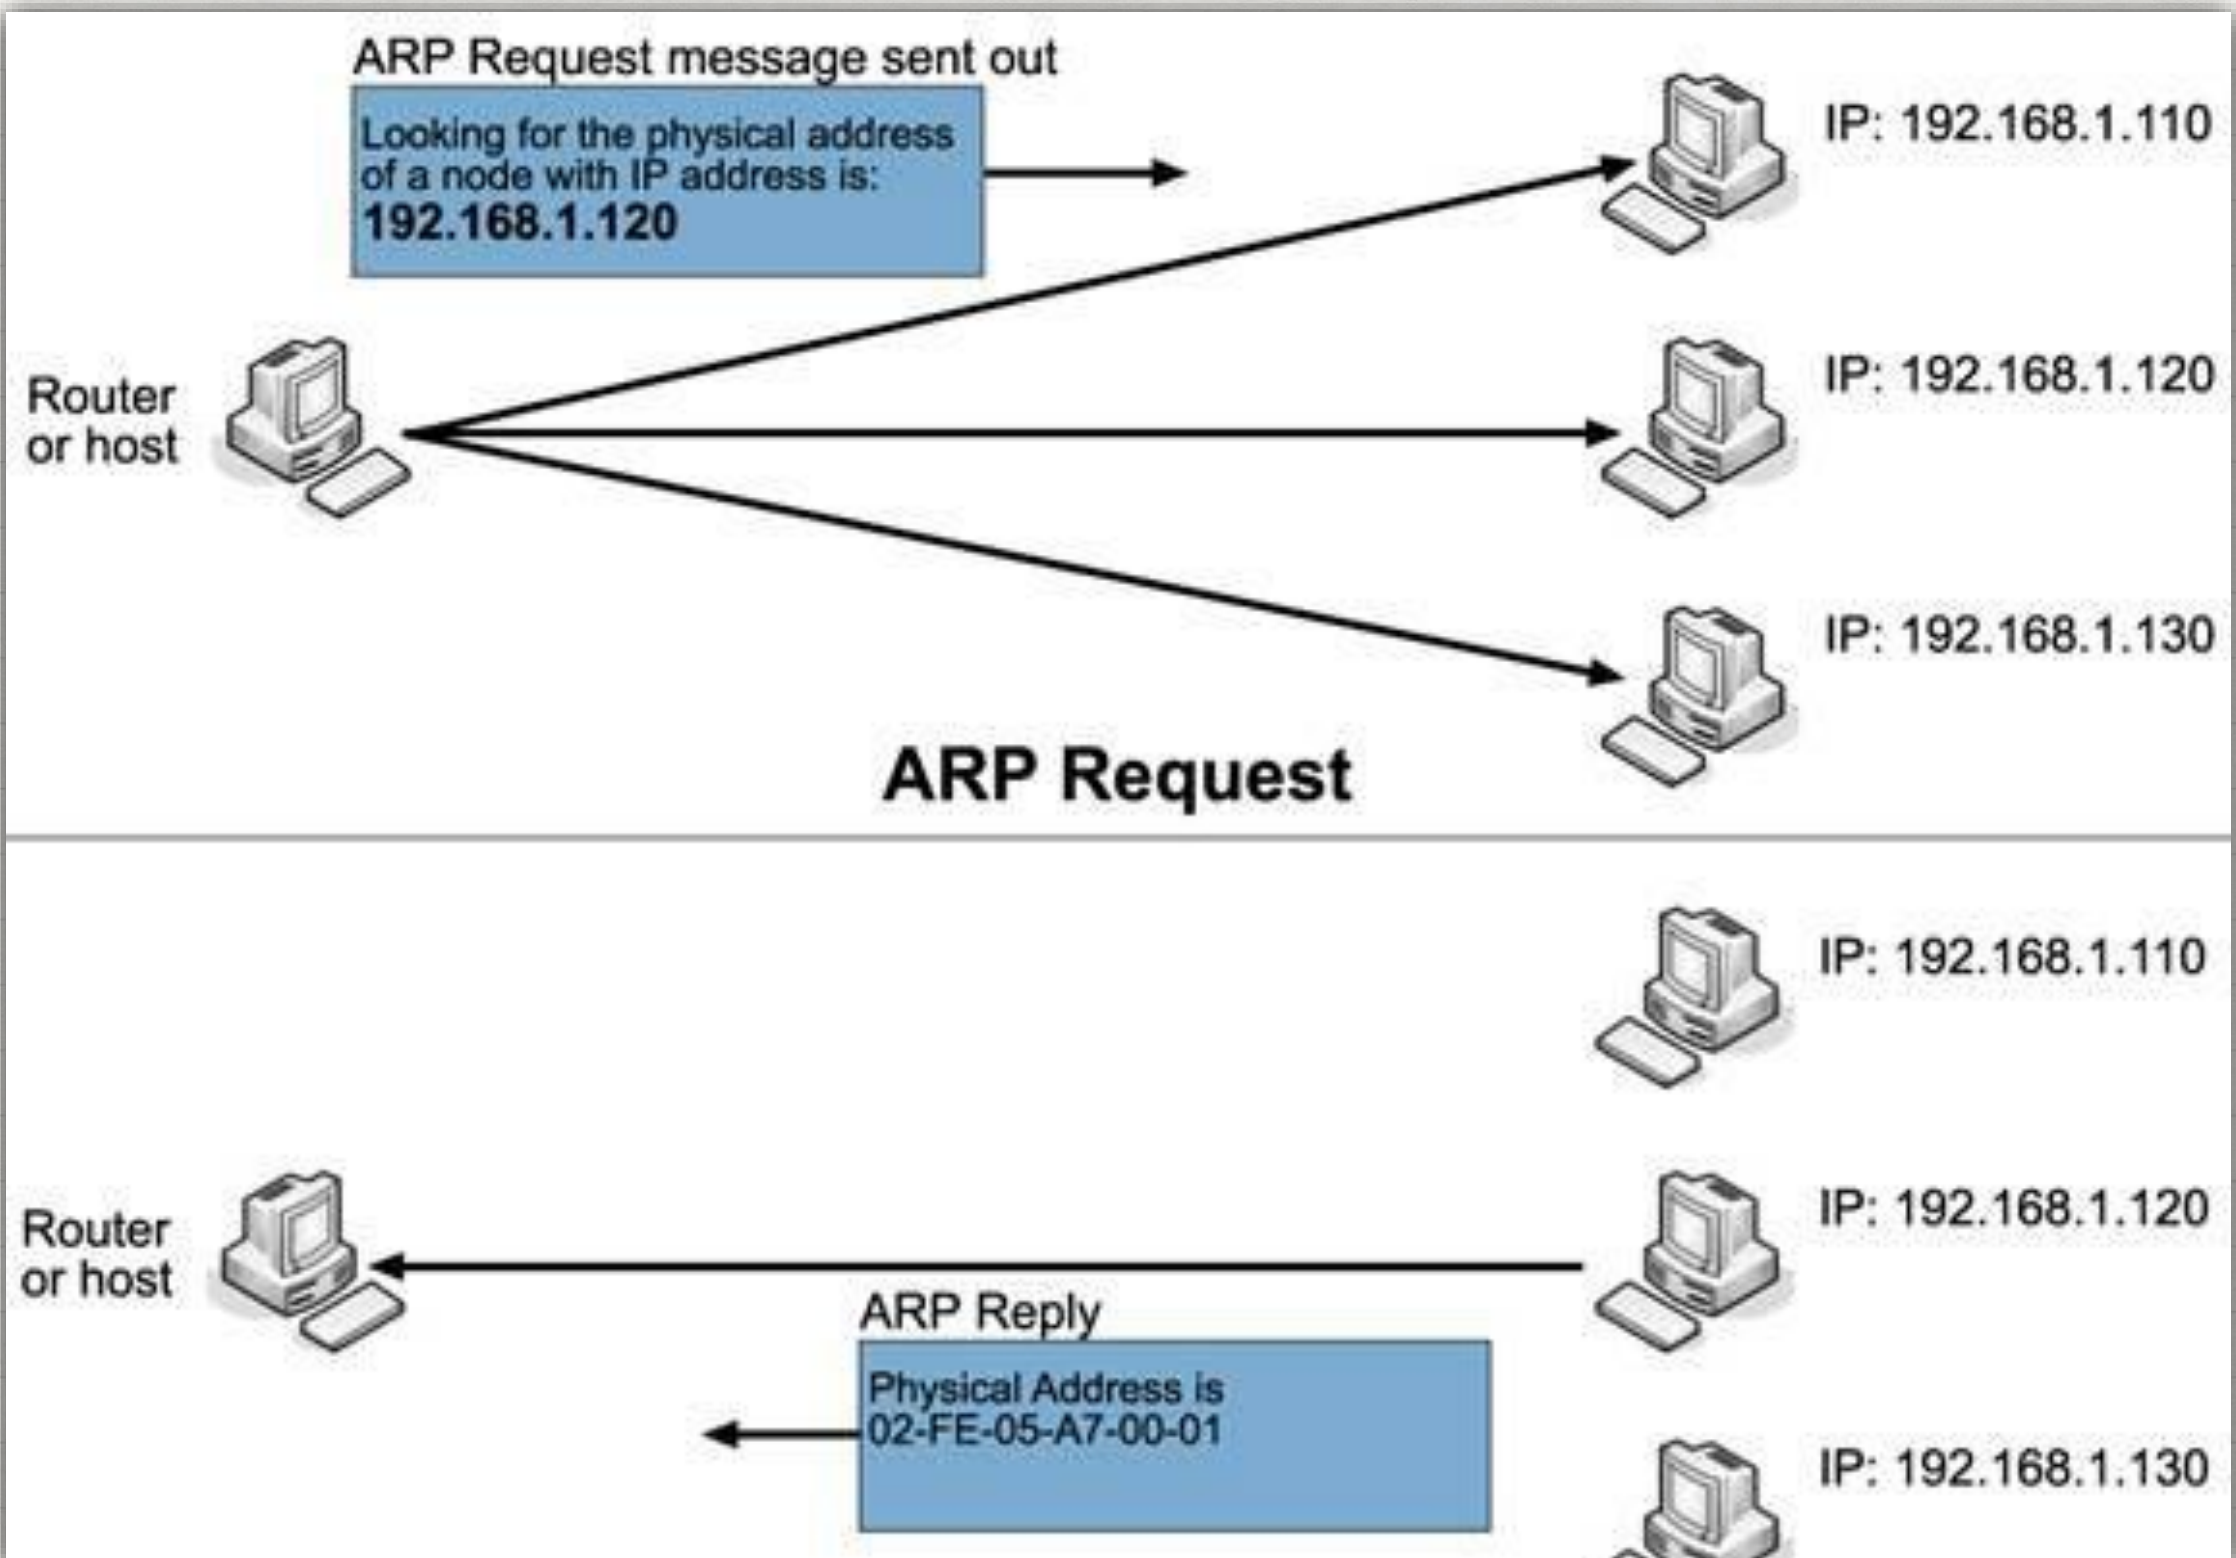 ARP Request message sent out
Looking for the physical address
of a node with IP address is:
192.168.1.120
IP: 192.168.1.110
Router
or host
IP: 192.168.1.120
IP: 192.168.1.130
ARP Request
IP: 192.168.1.110
Router
or host
IP: 192.168.1.120
ARP Reply
Physical Address is
02-FE-05-A7-00-01
IP: 192.168.1.130